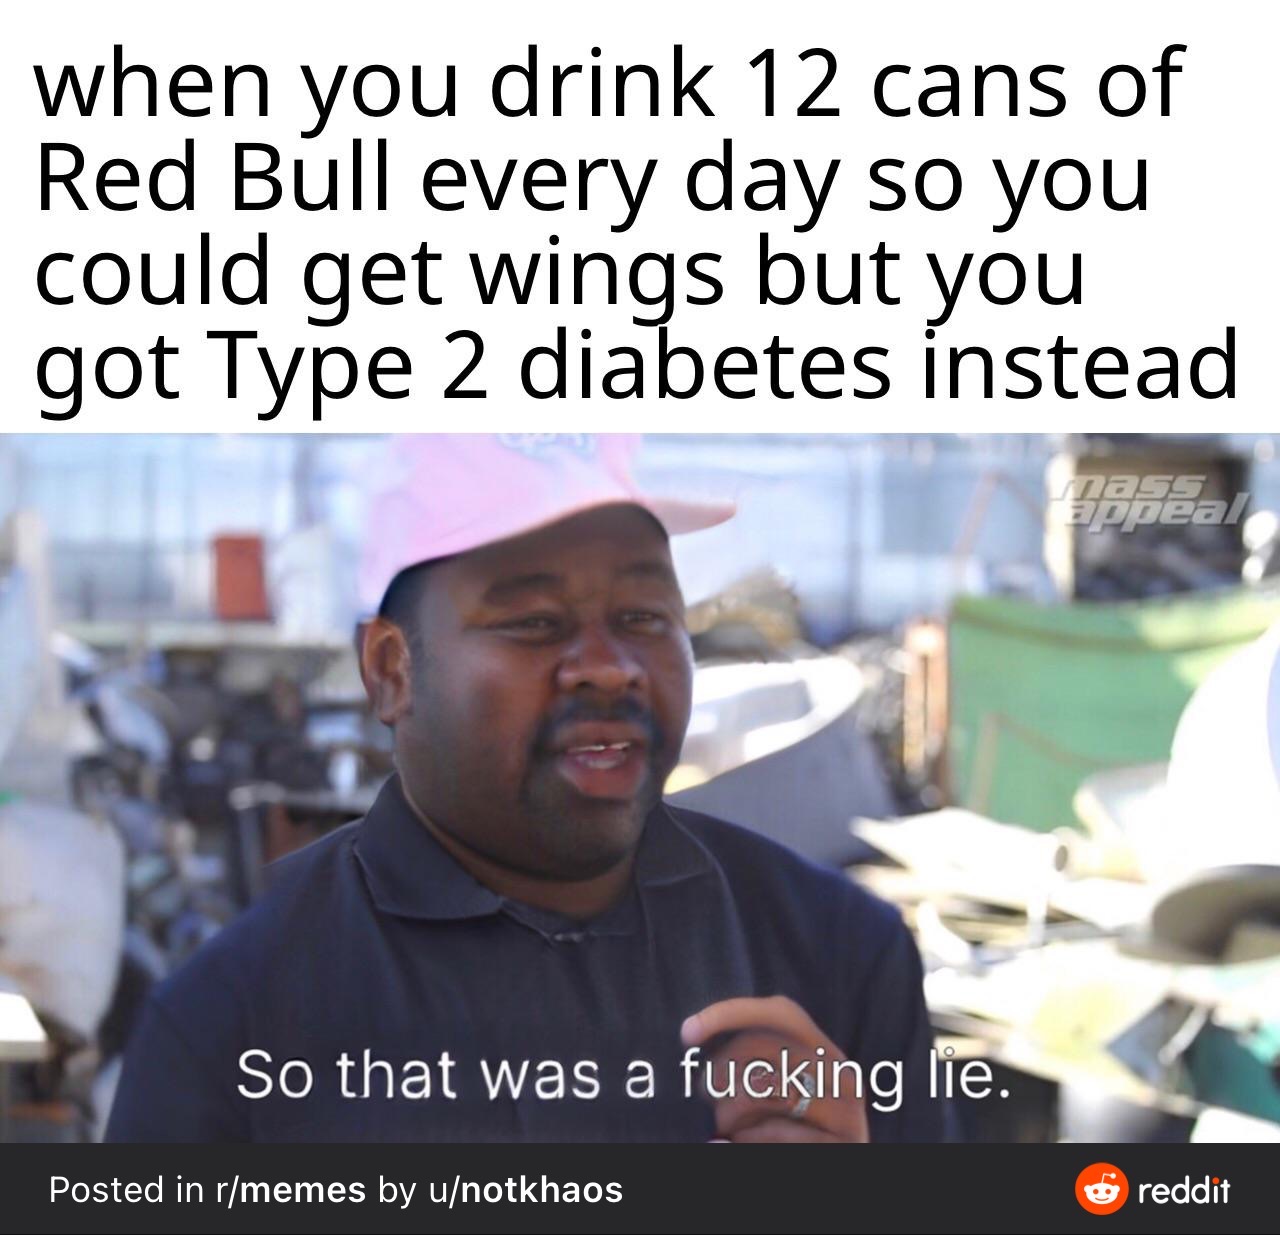 when you drink 12 cans of
Red Bull every day so you
could get wings but you
got Type 2 diabetes instead
mass
appeal
So that was a fucking lie.
Posted in r/memes by u/notkhaos
reddit